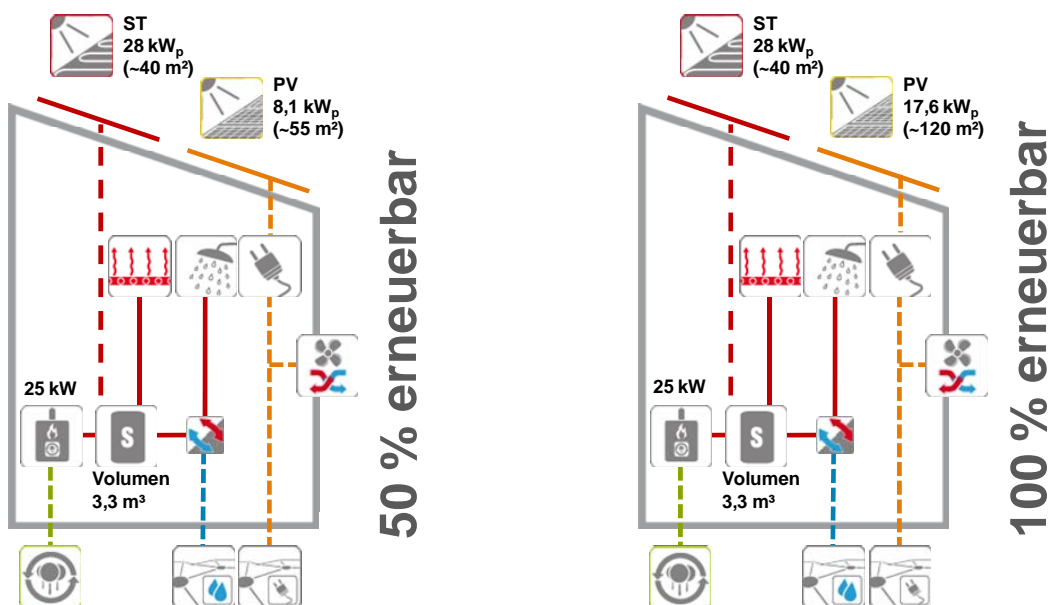 ST
28 kWp
(~40 m²)
PV
8,1 kWp
(~55 m²)
25 kW
S
Volumen
3,3 m³
50 % erneuerbar
ST
28 kWp
(~40 m²)
PV
17,6 kWp
(~120 m²)
25 kW
S
Volumen
3,3 m³
100 % erneuerbar